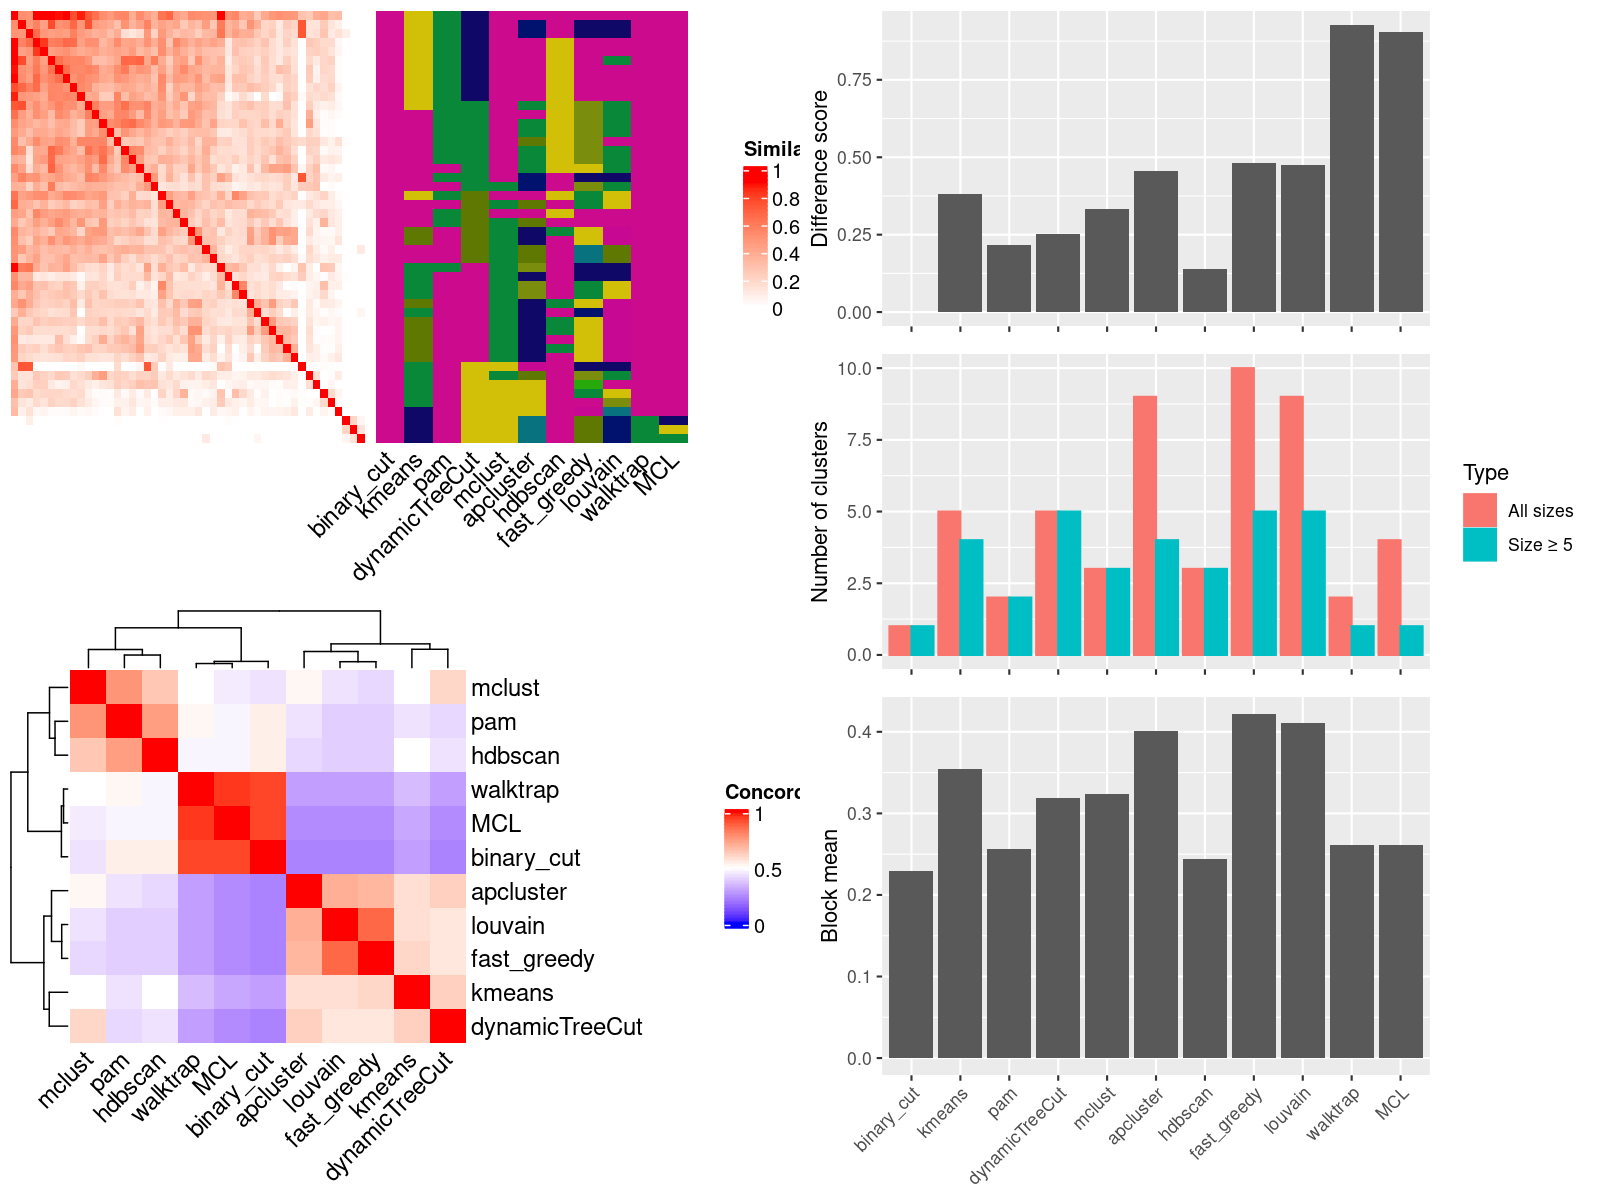 Simila
1
0.8
0.6
0.4
0.2
0
binary_cut
kmeans
pam
dynamicTreeCut
mclust
apcluster
hdbscan
fast_greedy
louvain
walktrap
MCL
Difference score
0.75
0.50
0.25
0.00
Number of clusters
10.0
7.5
5.0
2.5
0.0
Type
All sizes
Size ≥ 5
mclust
pam
hdbscan
walktrap
MCL
binary_cut
apcluster
louvain
fast_greedy
kmeans
dynamicTreeCut
mclust
pam
hdbscan
walktrap
MCL
binary_cut
apcluster
louvain
fast_greedy
kmeans
dynamicTreeCut
Concord
1
0.5
0
Block mean
0.4
0.3
0.2
0.1
0.0
binary_cut
kmeans
pam
dynamicTreeCut
mclust
apcluster
hdbscan
fast_greedy
louvain
walktrap
MCL